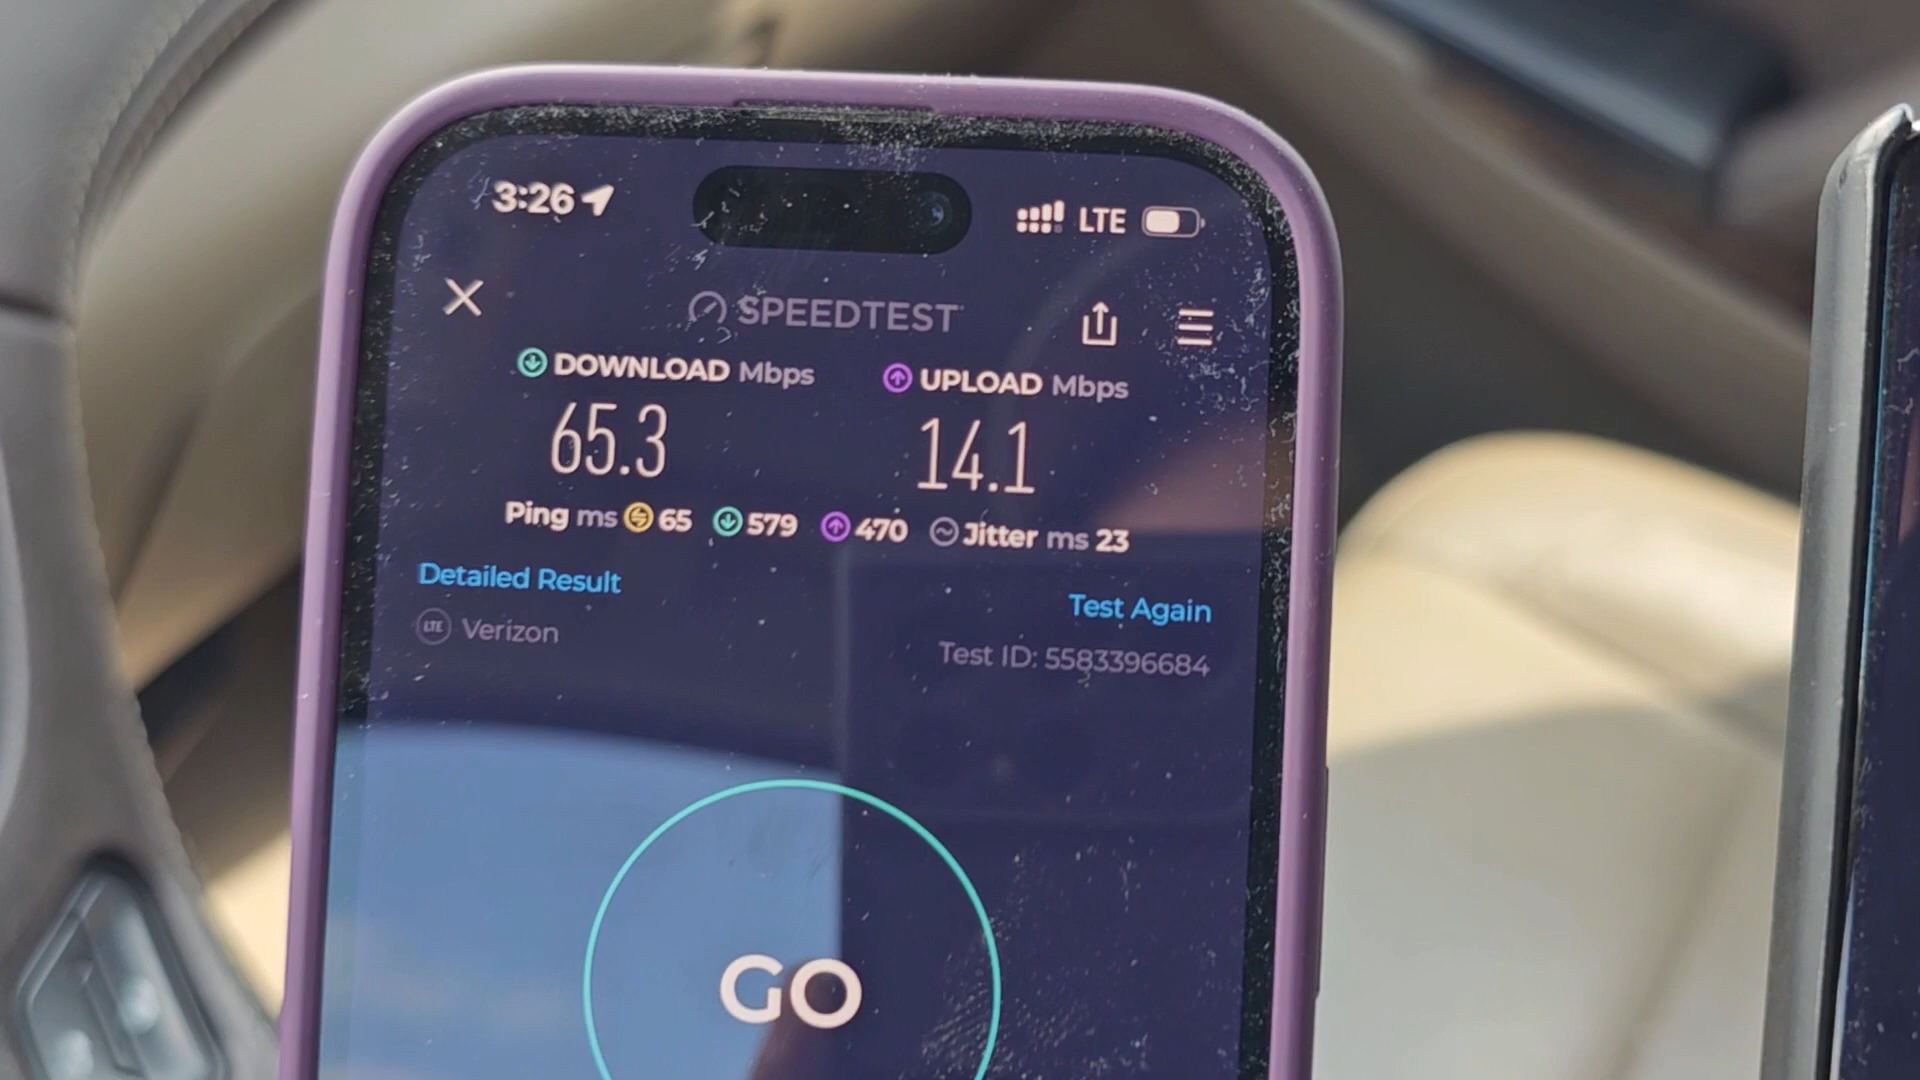 3:26 LTE
SPEEDTEST
DOWNLOAD Mbps UPLOAD Mbps
65.3 14.1
Ping ms 65 579 470 Jitter ms 23
Detailed Result Test Again
LTE Verizon Test ID: 5583396684
GO